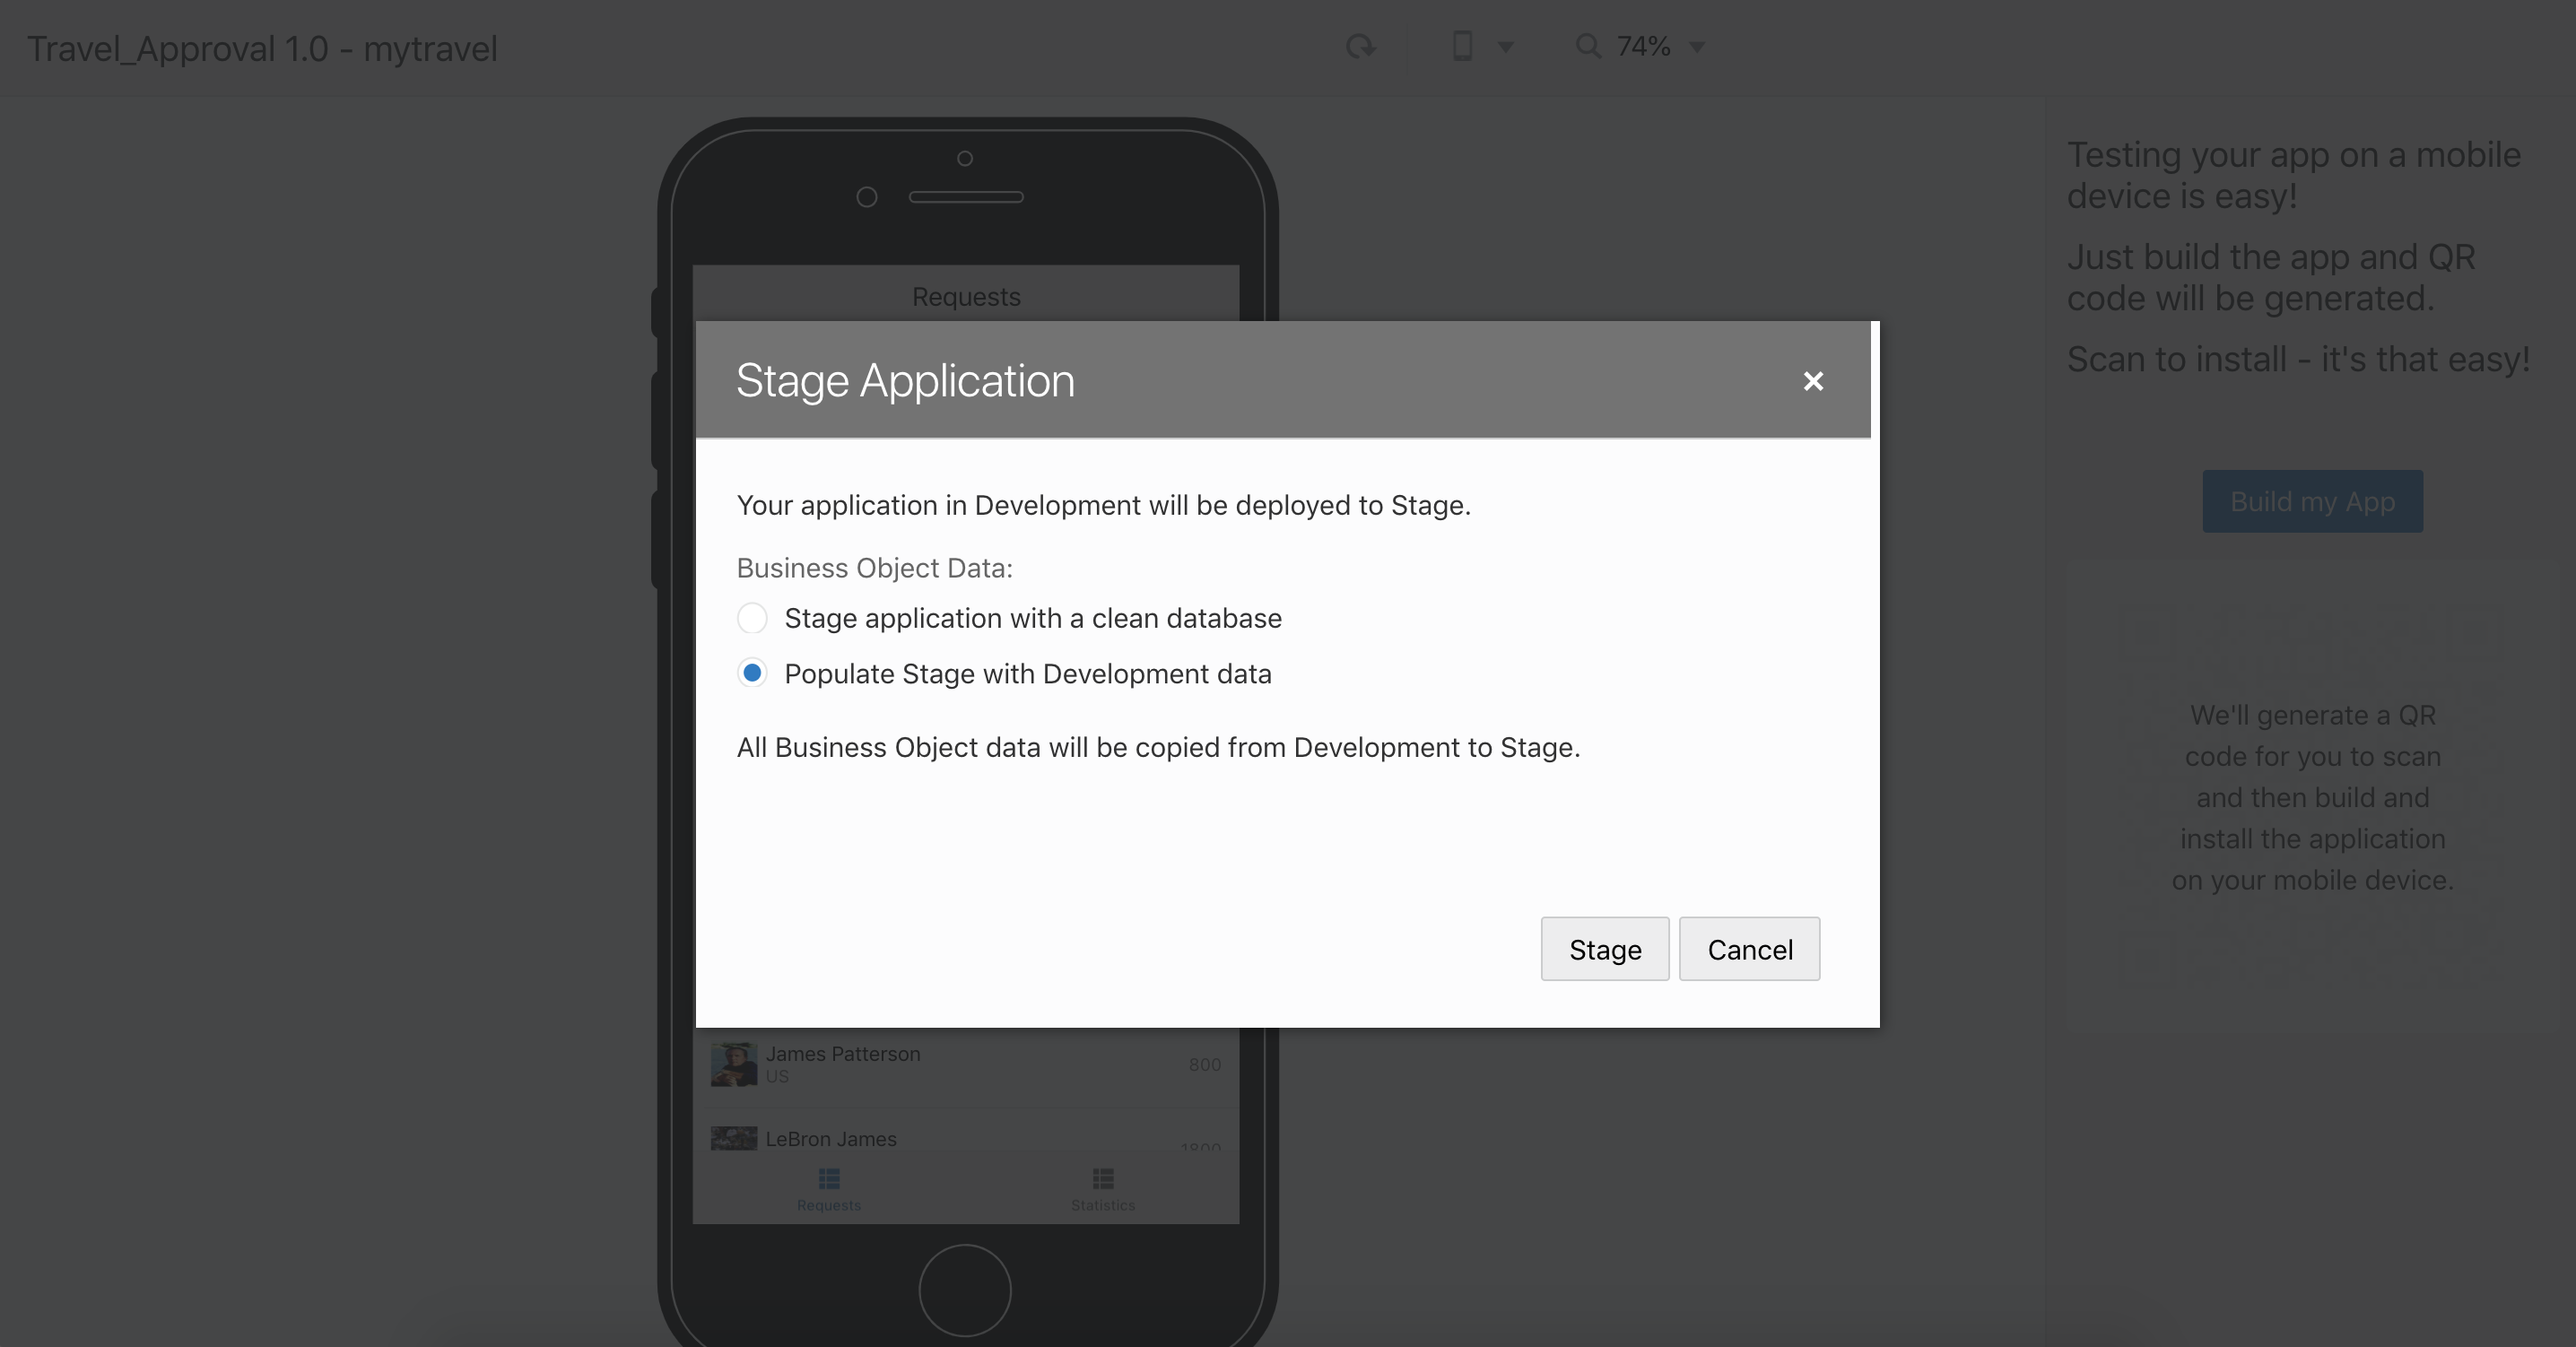 Travel_Approval 1.0 - mytravel
74%
Requests
Testing your app on a mobile
device is easy!
Just build the app and QR
code will be generated.
Scan to install - it's that easy!
Build my App
We'll generate a QR
code for you to scan
and then build and
install the application
on your mobile device.
Stage Application
Your application in Development will be deployed to Stage.
Business Object Data:
Stage application with a clean database
Populate Stage with Development data
All Business Object data will be copied from Development to Stage.
Stage
Cancel
James Patterson
US
800
LeBron James
1800
Requests
Statistics